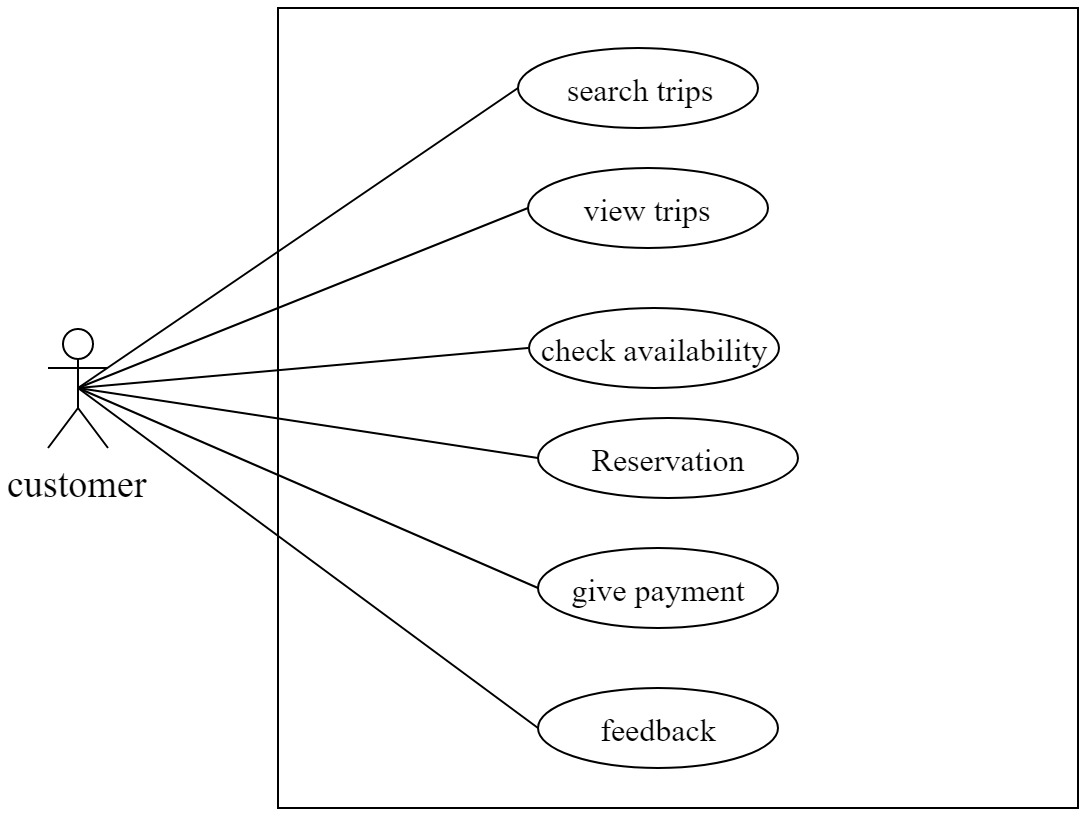 search trips
view trips
check availability
Reservation
customer
give payment
feedback